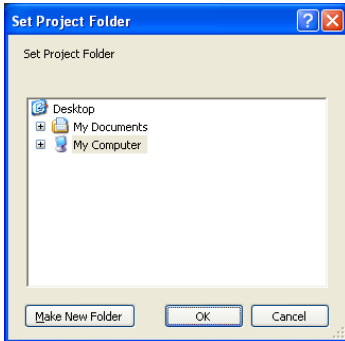 Set Project Folder
Set Project Folder
Desktop
My Documents
My Computer
Make New Folder OK Cancel